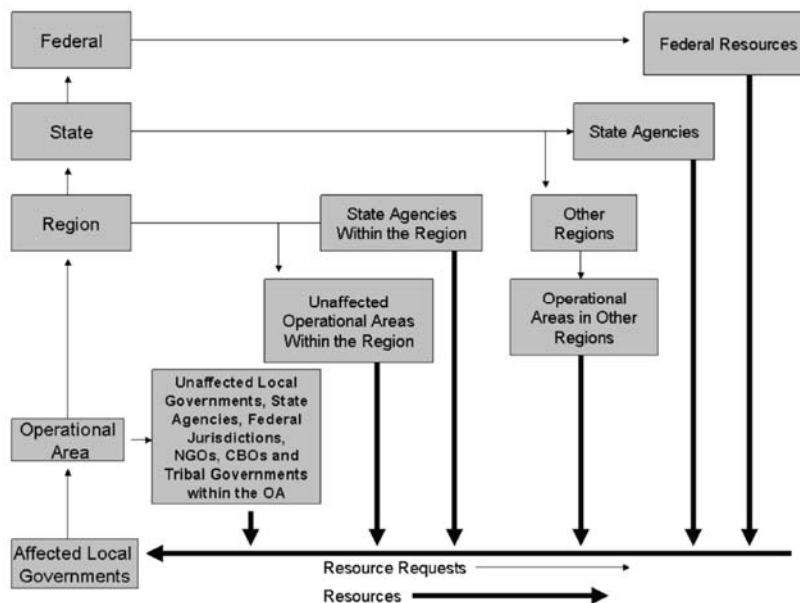 Federal
Federal Resources
State
State Agencies
Region
State Agencies
Within the Region
Other
Regions
Unaffected
Operational Areas
Within the Region
Operational
Areas in Other
Regions
Operational
Area
Unaffected Local
Governments, State
Agencies, Federal
Jurisdictions,
NGOs, CBOs and
Tribal Governments
within the OA
Affected Local
Governments
Resource Requests
Resources